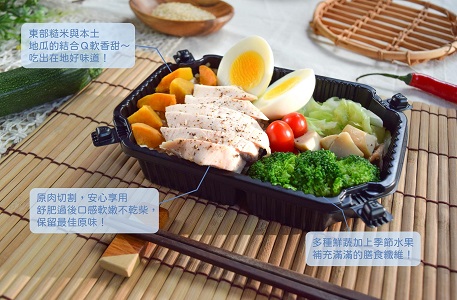 東部糙米與本土
地瓜的結合Q軟香甜～
吃出在地好味道！
原肉切割，安心享用
舒肥過後口感軟嫩不乾柴，
保留最佳原味！
多種鮮蔬加上季節水果
補充滿滿的膳食纖維！